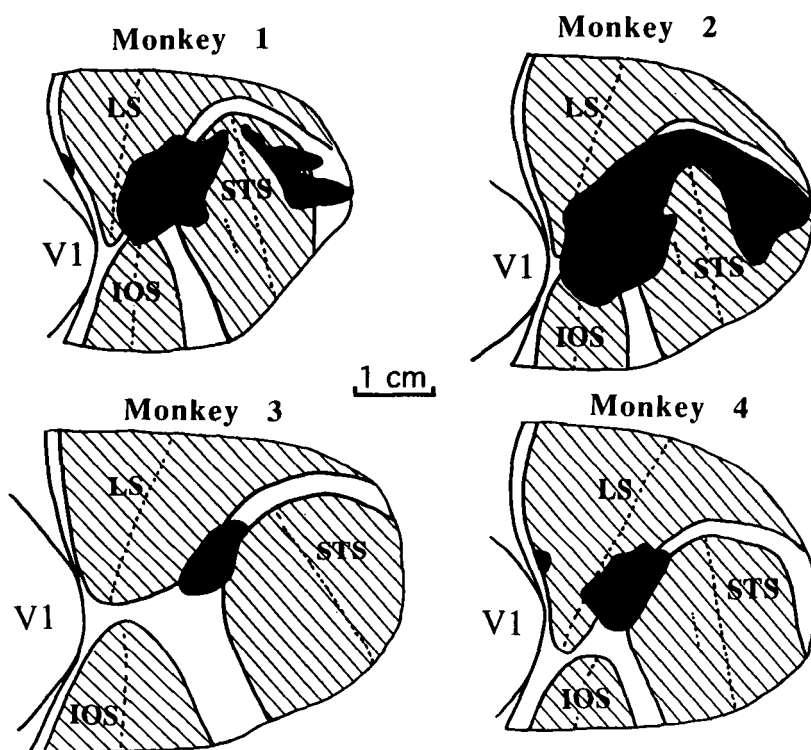 Monkey 1
LS
STS
V1
IOS
Monkey 2
LS
V1
STS
IOS
1 cm
Monkey 3
LS
STS
V1
IOS
Monkey 4
LS
STS
V1
IOS